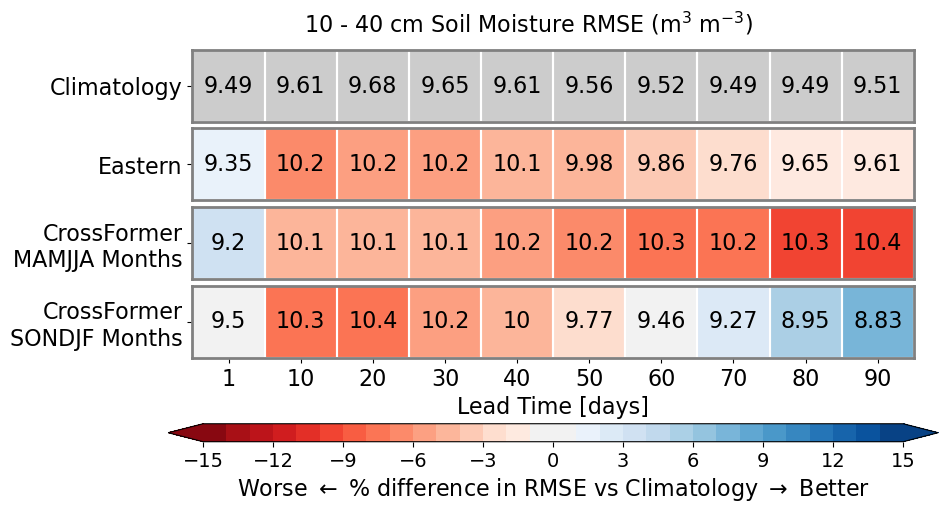 10 - 40 cm Soil Moisture RMSE (m³ m⁻³)
Climatology 9.49 9.61 9.68 9.65 9.61 9.56 9.52 9.49 9.49 9.51
Eastern 9.35 10.2 10.2 10.2 10.1 9.98 9.86 9.76 9.65 9.61
CrossFormer
MAMJJA Months 9.2 10.1 10.1 10.1 10.2 10.2 10.3 10.2 10.3 10.4
CrossFormer
SONDJF Months 9.5 10.3 10.4 10.2 10 9.77 9.46 9.27 8.95 8.83
1 10 20 30 40 50 60 70 80 90
Lead Time [days]
−15 −12 −9 −6 −3 0 3 6 9 12 15
Worse ← % difference in RMSE vs Climatology → Better